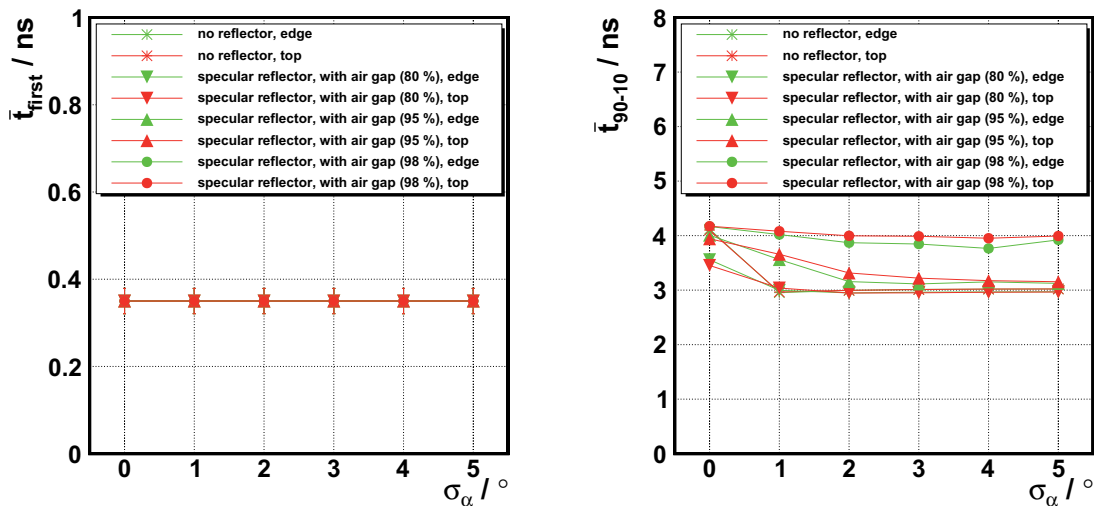 t̄first / ns
1
0.8
0.6
0.4
0.2
0
no reflector, edge
no reflector, top
specular reflector, with air gap (80 %), edge
specular reflector, with air gap (80 %), top
specular reflector, with air gap (95 %), edge
specular reflector, with air gap (95 %), top
specular reflector, with air gap (98 %), edge
specular reflector, with air gap (98 %), top
0 1 2 3 4 5
σα / °
t̄90-10 / ns
8
7
6
5
4
3
2
1
0
no reflector, edge
no reflector, top
specular reflector, with air gap (80 %), edge
specular reflector, with air gap (80 %), top
specular reflector, with air gap (95 %), edge
specular reflector, with air gap (95 %), top
specular reflector, with air gap (98 %), edge
specular reflector, with air gap (98 %), top
0 1 2 3 4 5
σα / °